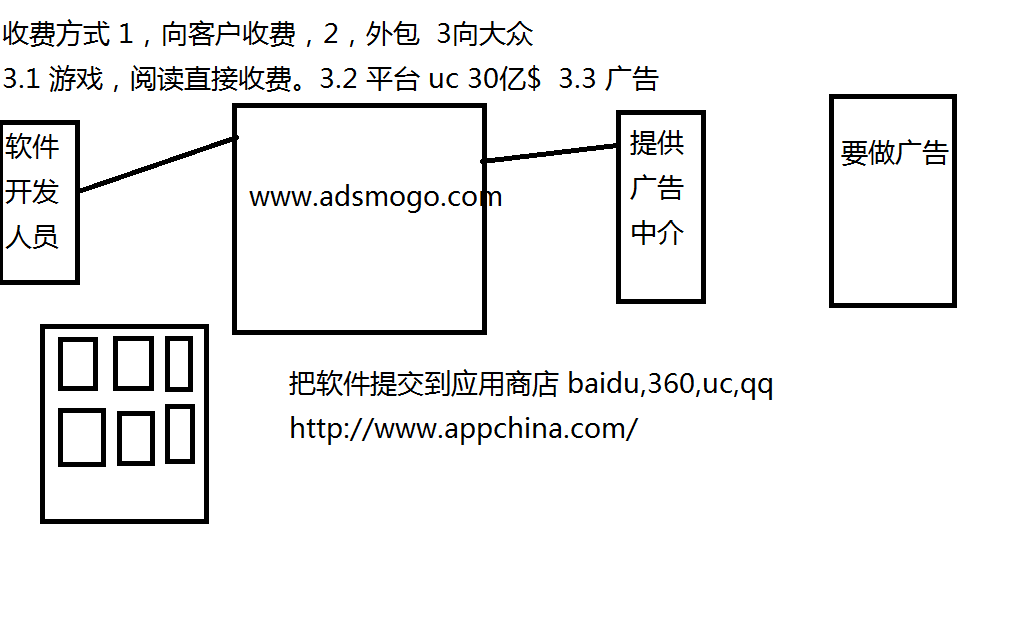 收费方式 1，向客户收费，2，外包  3向大众
3.1 游戏，阅读直接收费。3.2 平台 uc 30亿$  3.3 广告
软件
开发
人员
www.adsmogo.com
提供
广告
中介
要做广告
把软件提交到应用商店 baidu,360,uc,qq
http://www.appchina.com/